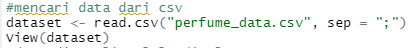 #mencari data dari csv
dataset <- read.csv("perfume_data.csv", sep = ";")
View(dataset)